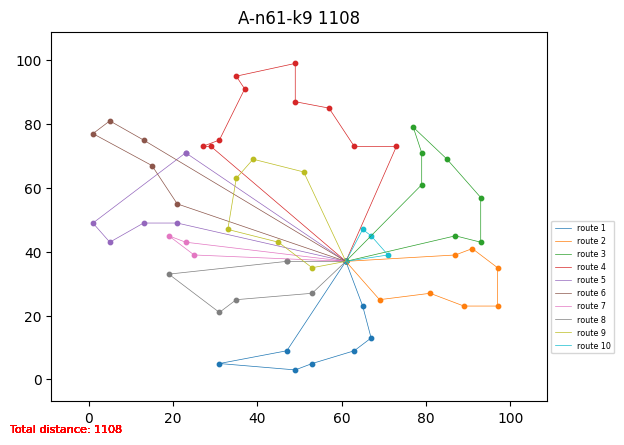 A-n61-k9 1108
100
80
60
40
20
0
0 20 40 60 80 100
route 1
route 2
route 3
route 4
route 5
route 6
route 7
route 8
route 9
route 10
Total distance: 1108